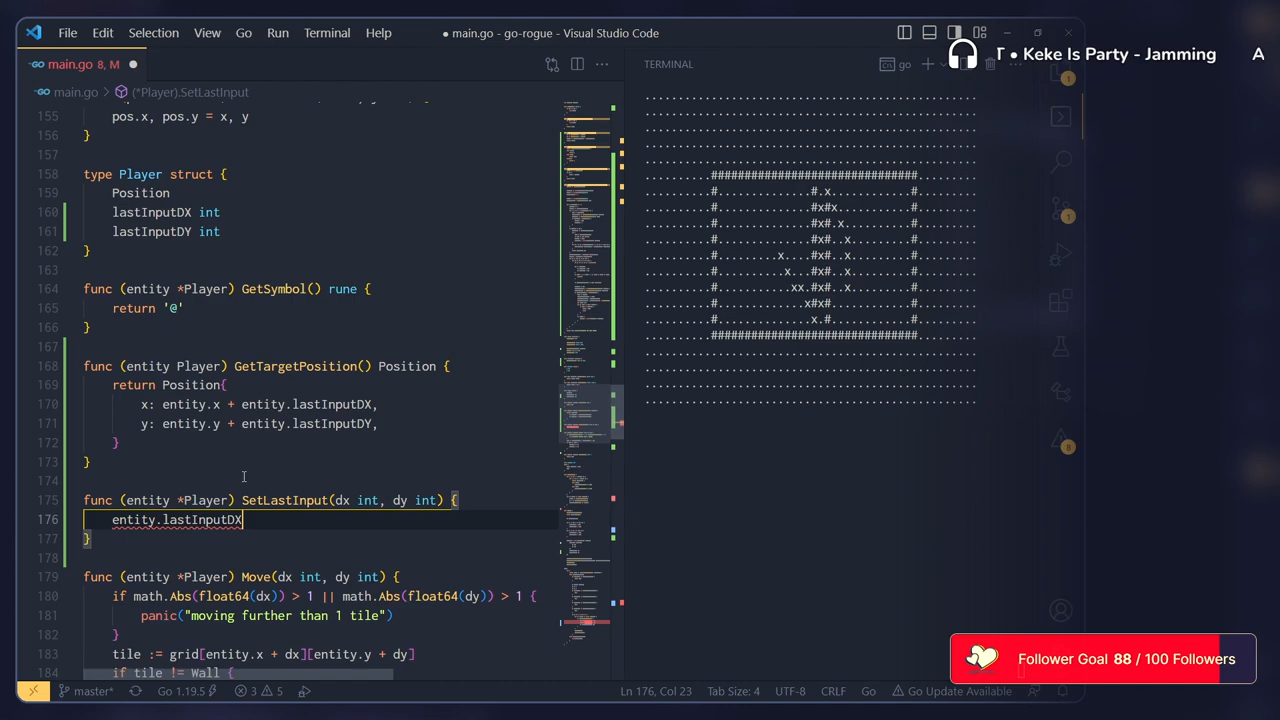 File Edit Selection View Go Run Terminal Help
● main.go - go-rogue - Visual Studio Code
T • Keke Is Party - Jamming A
main.go 8, M ●
main.go > (*Player).SetLastInput
TERMINAL
go
155 pos.x, pos.y = x, y
156 }
157
158 type Player struct {
159 Position
160 lastInputDX int
161 lastInputDY int
162 }
163
164 func (entity *Player) GetSymbol() rune {
165 return '@'
166 }
167
168 func (entity Player) GetTargetPosition() Position {
169 return Position{
170 x: entity.x + entity.lastInputDX,
171 y: entity.y + entity.lastInputDY,
172 }
173 }
174
175 func (entity *Player) SetLastInput(dx int, dy int) {
176 entity.lastInputDX
177 }
178
179 func (entity *Player) Move(dx int, dy int) {
180 if math.Abs(float64(dx)) > 1 || math.Abs(float64(dy)) > 1 {
181 panic("moving further than 1 tile")
182 }
183 tile := grid[entity.x + dx][entity.y + dy]
184 if tile != Wall {
1
1
8
Follower Goal 88 / 100 Followers
master* Go 1.19.5 3 5 Ln 176, Col 23 Tab Size: 4 UTF-8 CRLF Go Go Update Available